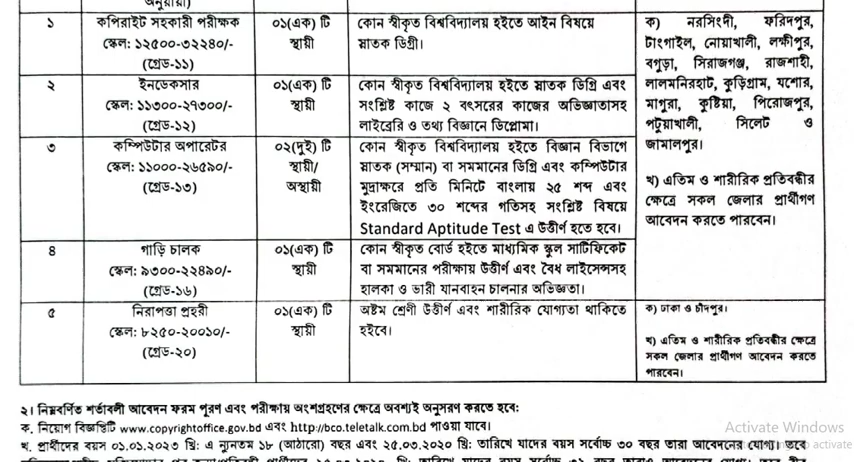 অনুযায়ী)
১
কপিরাইট সহকারী পরীক্ষক
স্কেল: ১২৫০০-৩২২৪০/-
(গ্রেড-১১)
০১(এক) টি
স্থায়ী
কোন স্বীকৃত বিশ্ববিদ্যালয় হইতে আইন বিষয়ে
স্নাতক ডিগ্রী।
ক) নরসিংদী, ফরিদপুর,
টাংগাইল, নোয়াখালী, লক্ষীপুর,
বগুড়া, সিরাজগঞ্জ, রাজশাহী,
লালমনিরহাট, কুড়িগ্রাম, যশোর,
মাগুরা, কুষ্টিয়া, পিরোজপুর,
পটুয়াখালী, সিলেট ও
জামালপুর।
খ) এতিম ও শারীরিক প্রতিবন্ধীর
ক্ষেত্রে সকল জেলার প্রার্থীগণ
আবেদন করতে পারবেন।
২
ইনডেকসার
স্কেল: ১১৩০০-২৭৩০০/-
(গ্রেড-১২)
০১(এক) টি
স্থায়ী
কোন স্বীকৃত বিশ্ববিদ্যালয় হইতে স্নাতক ডিগ্রি এবং
সংশ্লিষ্ট কাজে ২ বৎসরের কাজের অভিজ্ঞতাসহ
লাইব্রেরি ও তথ্য বিজ্ঞানে ডিপ্লোমা।
৩
কম্পিউটার অপারেটর
স্কেল: ১১০০০-২৬৫৯০/-
(গ্রেড-১৩)
০২(দুই) টি
স্থায়ী/
অস্থায়ী
কোন স্বীকৃত বিশ্ববিদ্যালয় হইতে বিজ্ঞান বিভাগে
স্নাতক (সম্মান) বা সমমানের ডিগ্রি এবং কম্পিউটার
মুদ্রাক্ষরে প্রতি মিনিটে বাংলায় ২৫ শব্দ এবং
ইংরেজিতে ৩০ শব্দের গতিসহ সংশ্লিষ্ট বিষয়ে
Standard Aptitude Test এ উত্তীর্ণ হতে হবে।
৪
গাড়ি চালক
স্কেল: ৯৩০০-২২৪৯০/-
(গ্রেড-১৬)
০১(এক) টি
স্থায়ী
কোন স্বীকৃত বোর্ড হইতে মাধ্যমিক স্কুল সার্টিফিকেট
বা সমমানের পরীক্ষায় উত্তীর্ণ এবং বৈধ লাইসেন্সসহ
হালকা ও ভারী যানবাহন চালনার অভিজ্ঞতা।
৫
নিরাপত্তা প্রহরী
স্কেল: ৮২৫০-২০০১০/-
(গ্রেড-২০)
০১(এক) টি
স্থায়ী
অষ্টম শ্রেণী উত্তীর্ণ এবং শারীরিক যোগ্যতা থাকিতে
হইবে।
ক) ঢাকা ও চাঁদপুর।
খ) এতিম ও শারীরিক প্রতিবন্ধীর ক্ষেত্রে
সকল জেলার প্রার্থীগণ আবেদন করতে
পারবেন।
২। নিম্নবর্ণিত শর্তাবলী আবেদন ফরম পূরণ এবং পরীক্ষায় অংশগ্রহণের ক্ষেত্রে অবশ্যই অনুসরণ করতে হবে:
ক. নিয়োগ বিজ্ঞপ্তিটি www.copyrightoffice.gov.bd এবং http://bco.teletalk.com.bd পাওয়া যাবে।
খ. প্রার্থীদের বয়স ০১.০১.২০২৩ খ্রি: এ ন্যুনতম ১৮ (আঠারো) বছর এবং ২৫.০৩.২০২০ খ্রি: তারিখে যাদের বয়স সর্বোচ্চ ৩০ বছর তারা আবেদনের যোগ্য। তবে
Activate Windows
to activate